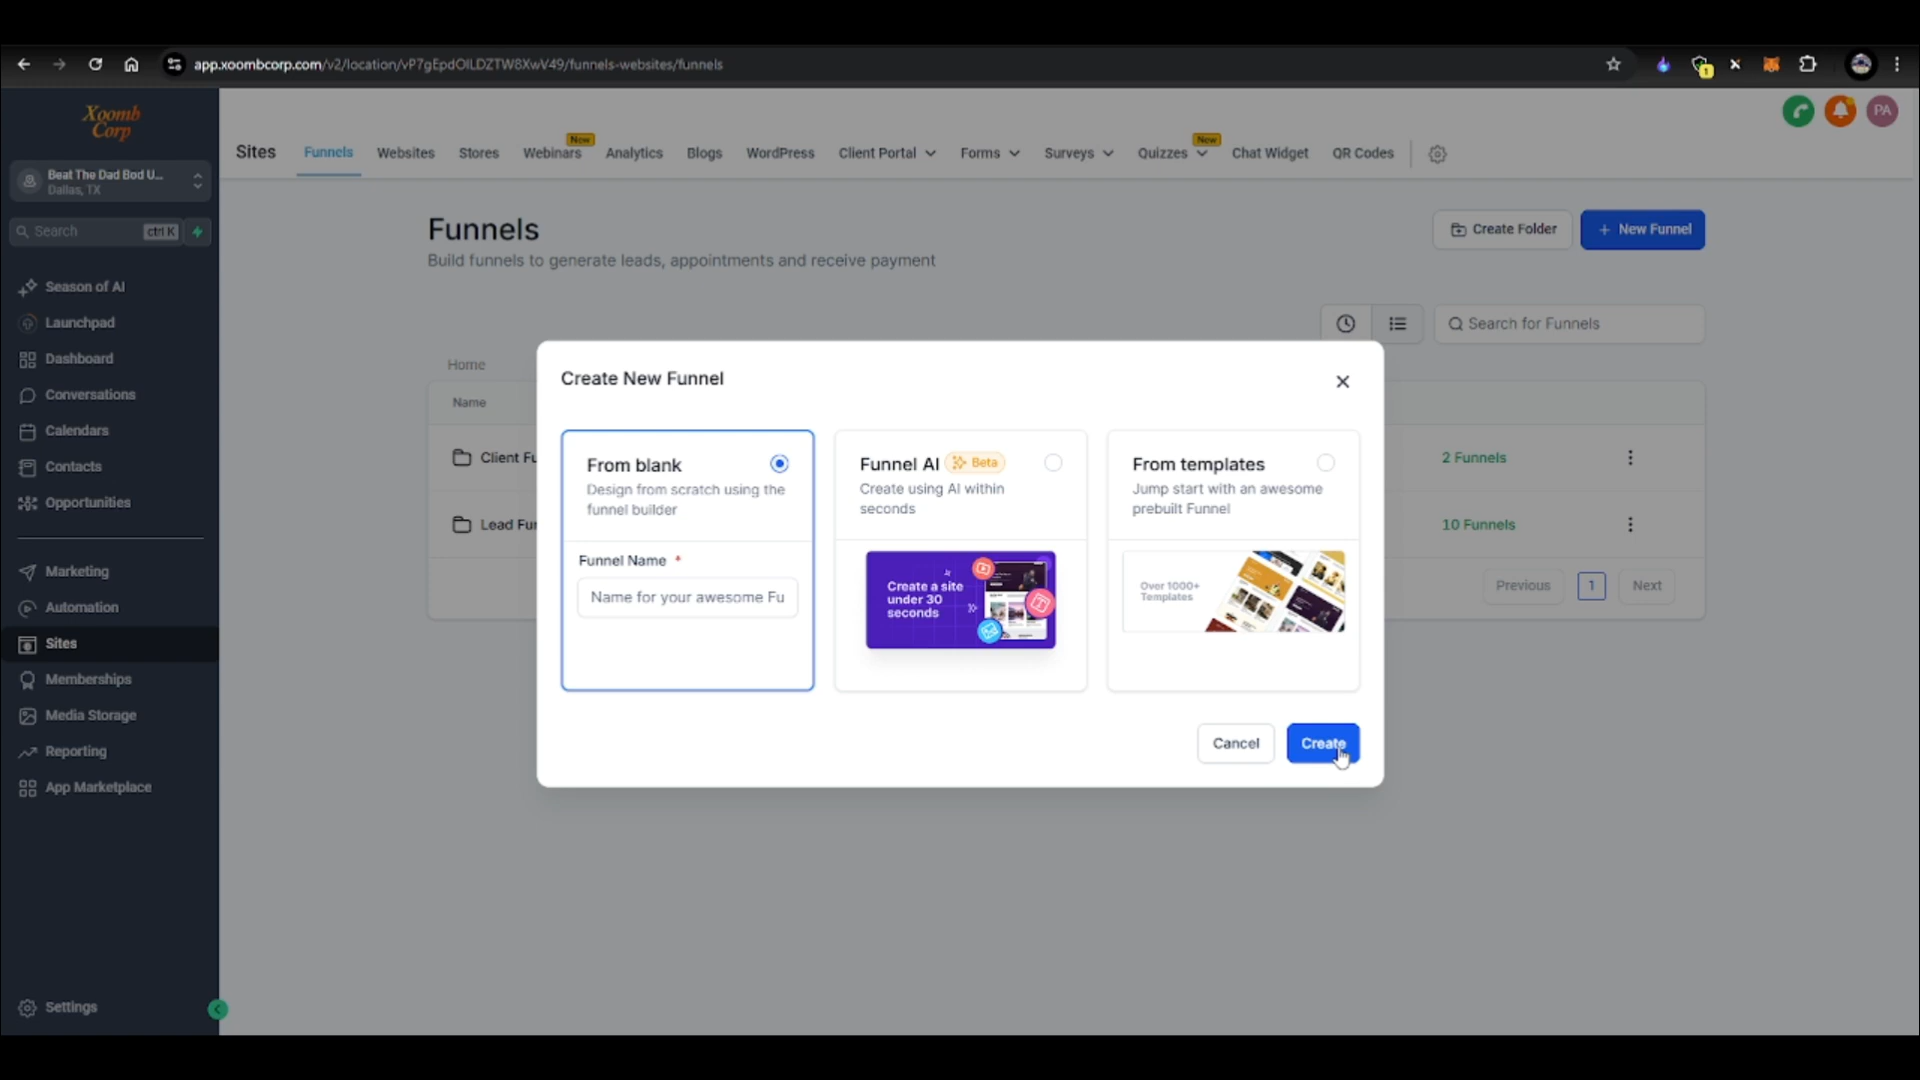 app.xoombcorp.com/v2/location/vP7gEpdOILDZTW8XwV49/funnels-websites/funnels
1
Xoomb
Corp
Beat The Dad Bod U...
Dallas, TX
Search
ctrl K
Season of AI
Launchpad
Dashboard
Conversations
Calendars
Contacts
Opportunities
Marketing
Automation
Sites
Memberships
Media Storage
Reporting
App Marketplace
Settings
PA
Sites
Funnels
Websites
Stores
Webinars
New
Analytics
Blogs
WordPress
Client Portal
Forms
Surveys
Quizzes
New
Chat Widget
QR Codes
Funnels
Build funnels to generate leads, appointments and receive payment
Create Folder
+ New Funnel
Search for Funnels
Home
Name
Client Fu
2 Funnels
Lead Fur
10 Funnels
Previous
1
Next
Create New Funnel
From blank
Design from scratch using the
funnel builder
Funnel Name *
Name for your awesome Fu
Funnel AI
Beta
Create using AI within
seconds
Create a site
under 30
seconds
From templates
Jump start with an awesome
prebuilt Funnel
Over 1000+
Templates
Cancel
Create